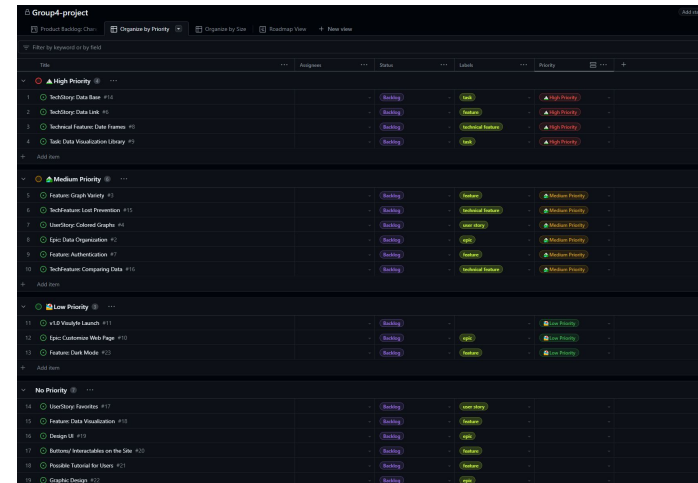 Group4-project
Add sta
Product Backlog: Char
Organize by Priority
Organize by Size
Roadmap View
+ New view
Filter by keyword or by field
Title ··· Assignees ··· Status ··· Labels ··· Priority ··· +
High Priority ···
1 TechStory: Data Base #14 Backlog task High Priority
2 TechStory: Data Link #6 Backlog feature High Priority
3 Technical Feature: Date Frames #8 Backlog technical feature High Priority
4 Task: Data Visualization Library #9 Backlog task High Priority
+ Add item
Medium Priority 6 ···
5 Feature: Graph Variety #3 Backlog feature Medium Priority
6 TechFeature: Lost Prevention #15 Backlog technical feature Medium Priority
7 UserStory: Colored Graphs #4 Backlog user story Medium Priority
8 Epic: Data Organization #2 Backlog epic Medium Priority
9 Feature: Authentication #7 Backlog feature Medium Priority
10 TechFeature: Comparing Data #16 Backlog technical feature Medium Priority
+ Add item
Low Priority 3 ···
11 v1.0 Visulyfe Launch #11 Backlog Low Priority
12 Epic: Customize Web Page #10 Backlog epic Low Priority
13 Feature: Dark Mode #23 Backlog feature Low Priority
+ Add item
No Priority ···
14 UserStory: Favorites #17 Backlog user story
15 Feature: Data Visualization #18 Backlog feature
16 Design UI #19 Backlog epic
17 Buttons/ Interactables on the Site #20 Backlog feature
18 Possible Tutorial for Users #21 Backlog feature
19 Graphic Design #22 Backlog epic